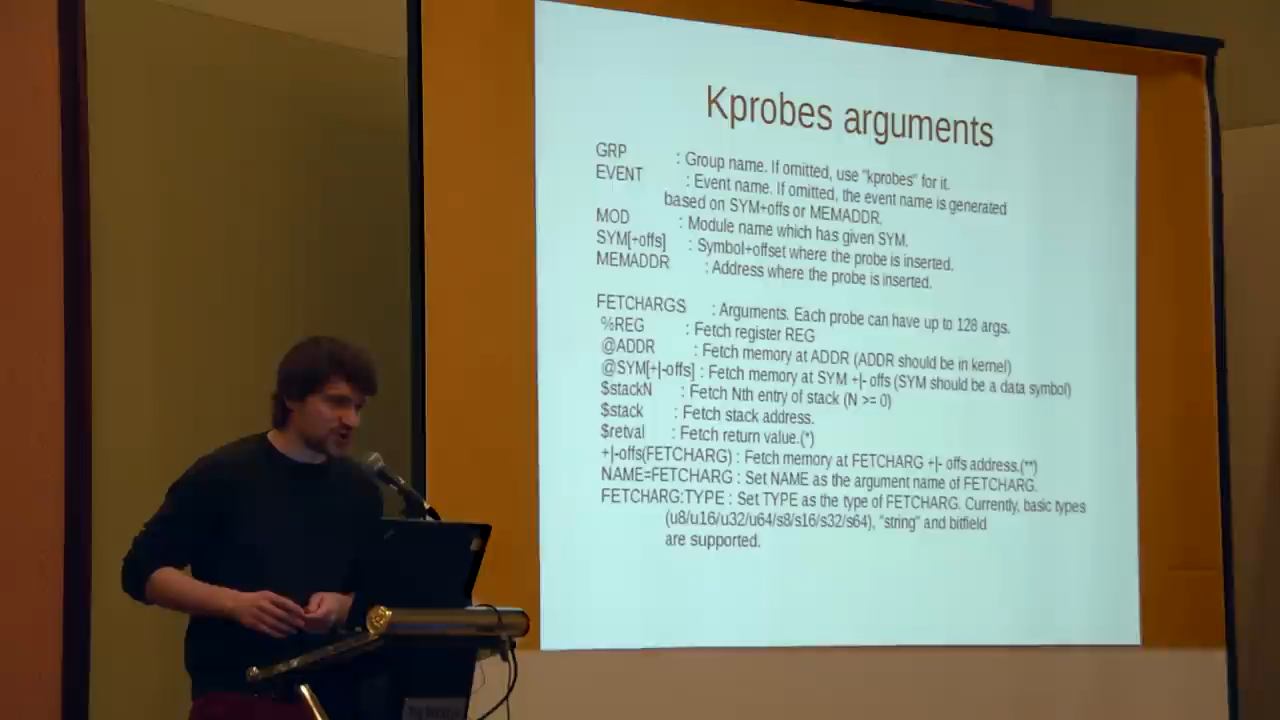 Kprobes arguments
GRP : Group name. If omitted, use "kprobes" for it.
EVENT : Event name. If omitted, the event name is generated
based on SYM+offs or MEMADDR.
MOD : Module name which has given SYM.
SYM[+offs] : Symbol+offset where the probe is inserted.
MEMADDR : Address where the probe is inserted.
FETCHARGS : Arguments. Each probe can have up to 128 args.
%REG : Fetch register REG
@ADDR : Fetch memory at ADDR (ADDR should be in kernel)
@SYM[+|-offs] : Fetch memory at SYM +|- offs (SYM should be a data symbol)
$stackN : Fetch Nth entry of stack (N >= 0)
$stack : Fetch stack address.
$retval : Fetch return value.(*)
+|-offs(FETCHARG) : Fetch memory at FETCHARG +|- offs address.(**)
NAME=FETCHARG : Set NAME as the argument name of FETCHARG.
FETCHARG:TYPE : Set TYPE as the type of FETCHARG. Currently, basic types
(u8/u16/u32/u64/s8/s16/s32/s64), "string" and bitfield
are supported.